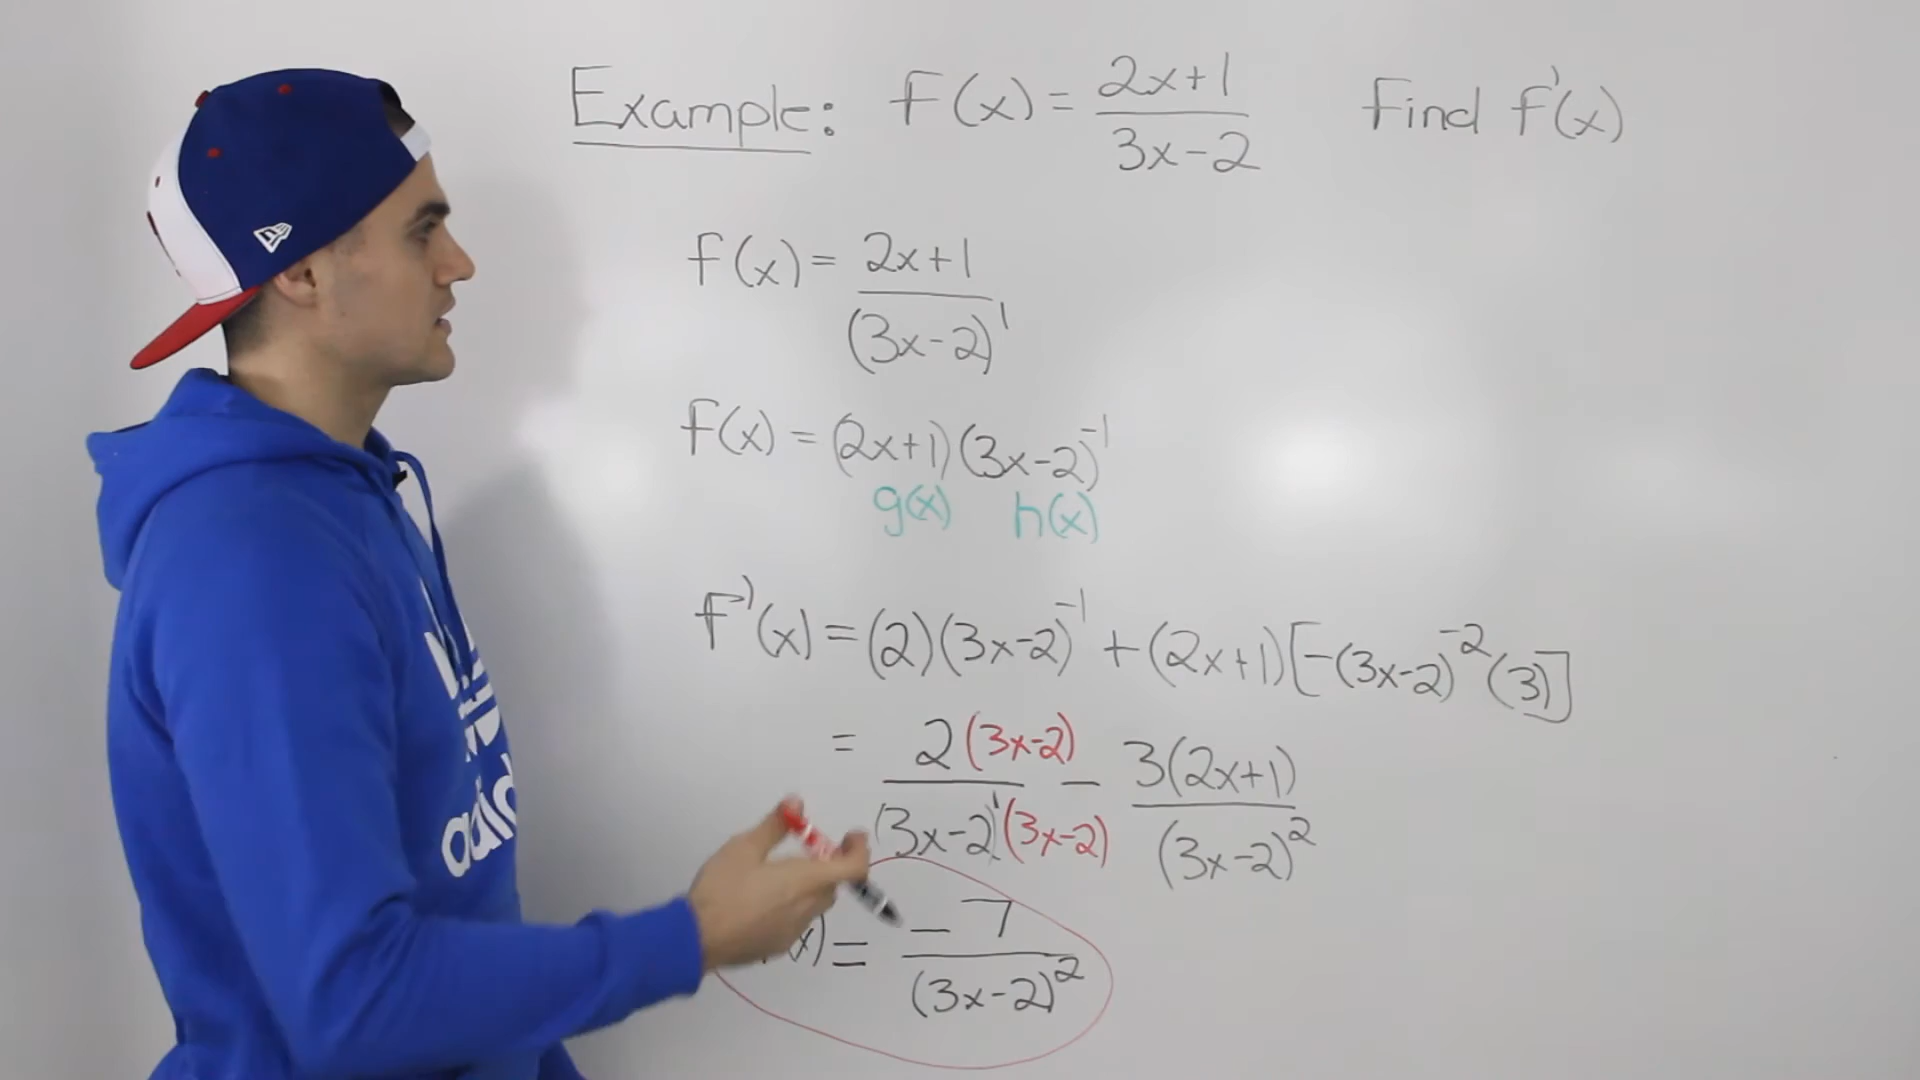 Example: f(x) = (2x+1)/(3x-2) Find f'(x)
f(x) = (2x+1)/(3x-2)^1
f(x) = (2x+1)(3x-2)^-1
g(x) h(x)
f'(x) = (2)(3x-2)^-1 + (2x+1)[-(3x-2)^-2 (3)]
= 2(3x-2)/(3x-2)^1(3x-2) - 3(2x+1)/(3x-2)^2
x) = -7/(3x-2)^2
adid